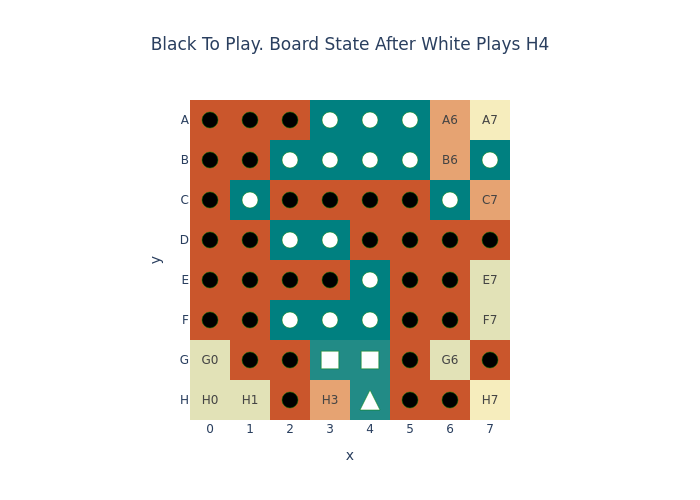 Black To Play. Board State After White Plays H4
A A6 A7
B B6
C C7
D
E E7
F F7
G G0 G6
H H0 H1 H3 H7
0 1 2 3 4 5 6 7
x
y